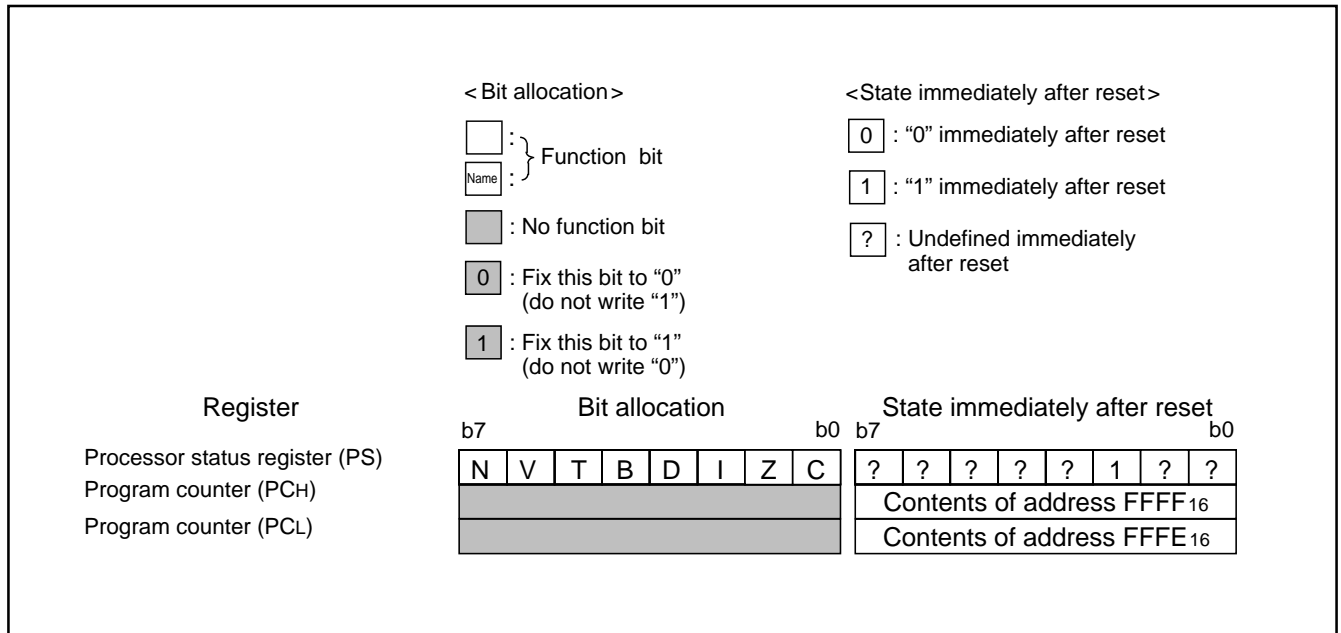 <Bit allocation>
:
Function bit
Name :
: No function bit
0 : Fix this bit to “0”
(do not write “1”)
1 : Fix this bit to “1”
(do not write “0”)
<State immediately after reset>
0 : “0” immediately after reset
1 : “1” immediately after reset
? : Undefined immediately
after reset
Register Bit allocation State immediately after reset
b7 b0 b7 b0
Processor status register (PS) N V T B D I Z C ? ? ? ? ? 1 ? ?
Program counter (PCH) Contents of address FFFF16
Program counter (PCL) Contents of address FFFE16